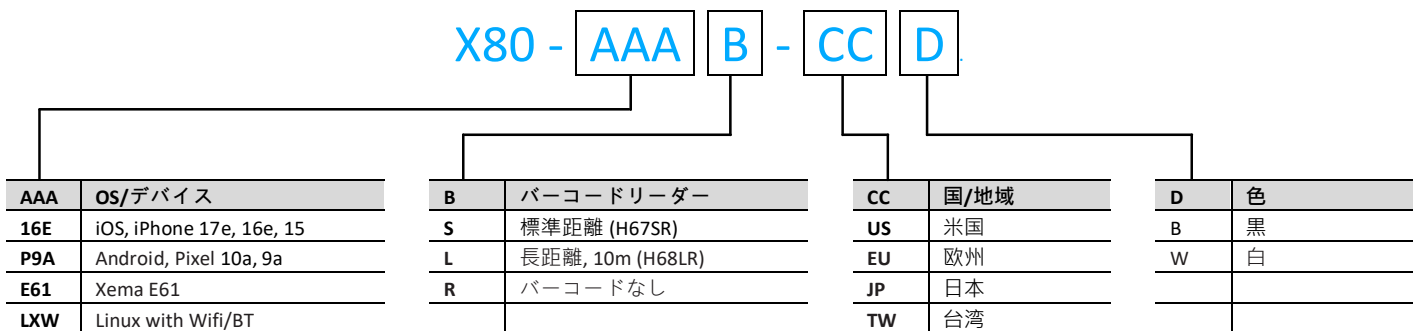 X80 - AAA B - CC D.
AAA OS/デバイス
16E iOS, iPhone 17e, 16e, 15
P9A Android, Pixel 10a, 9a
E61 Xema E61
LXW Linux with Wifi/BT
B バーコードリーダー
S 標準距離 (H67SR)
L 長距離, 10m (H68LR)
R バーコードなし
CC 国/地域
US 米国
EU 欧州
JP 日本
TW 台湾
D 色
B 黒
W 白